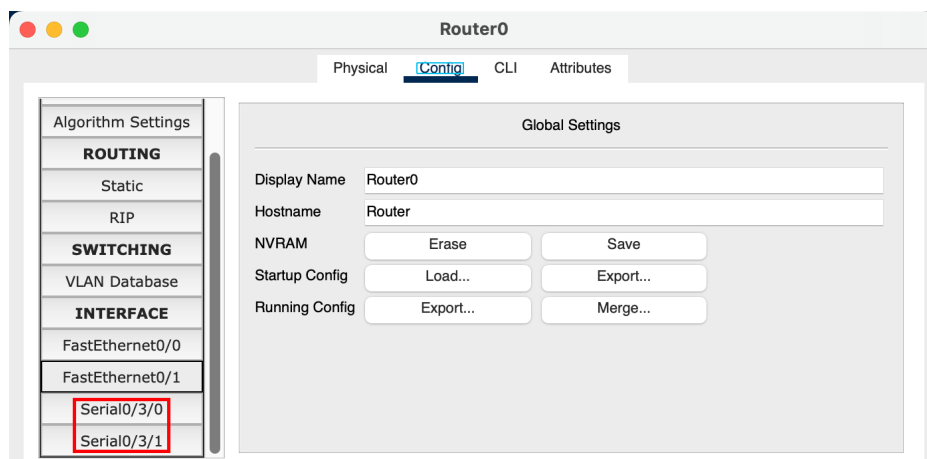 Router0
Physical Config CLI Attributes
Algorithm Settings
ROUTING
Static
RIP
SWITCHING
VLAN Database
INTERFACE
FastEthernet0/0
FastEthernet0/1
Serial0/3/0
Serial0/3/1
Global Settings
Display Name Router0
Hostname Router
NVRAM Erase Save
Startup Config Load... Export...
Running Config Export... Merge...